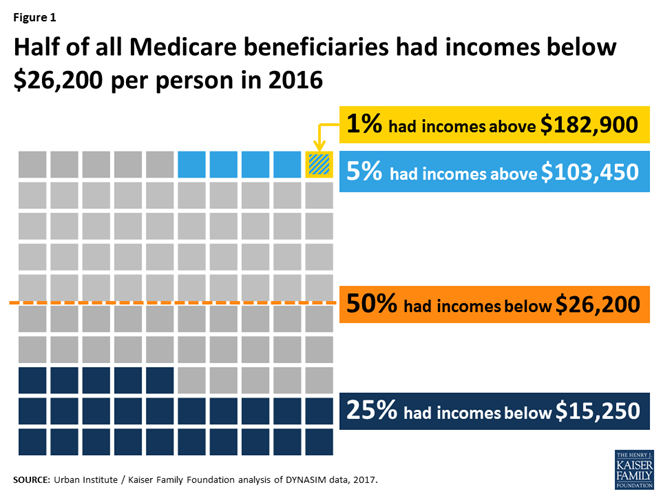 Figure 1
Half of all Medicare beneficiaries had incomes below
$26,200 per person in 2016
1% had incomes above $182,900
5% had incomes above $103,450
50% had incomes below $26,200
25% had incomes below $15,250
SOURCE: Urban Institute / Kaiser Family Foundation analysis of DYNASIM data, 2017.
THE HENRY J.
KAISER
FAMILY
FOUNDATION